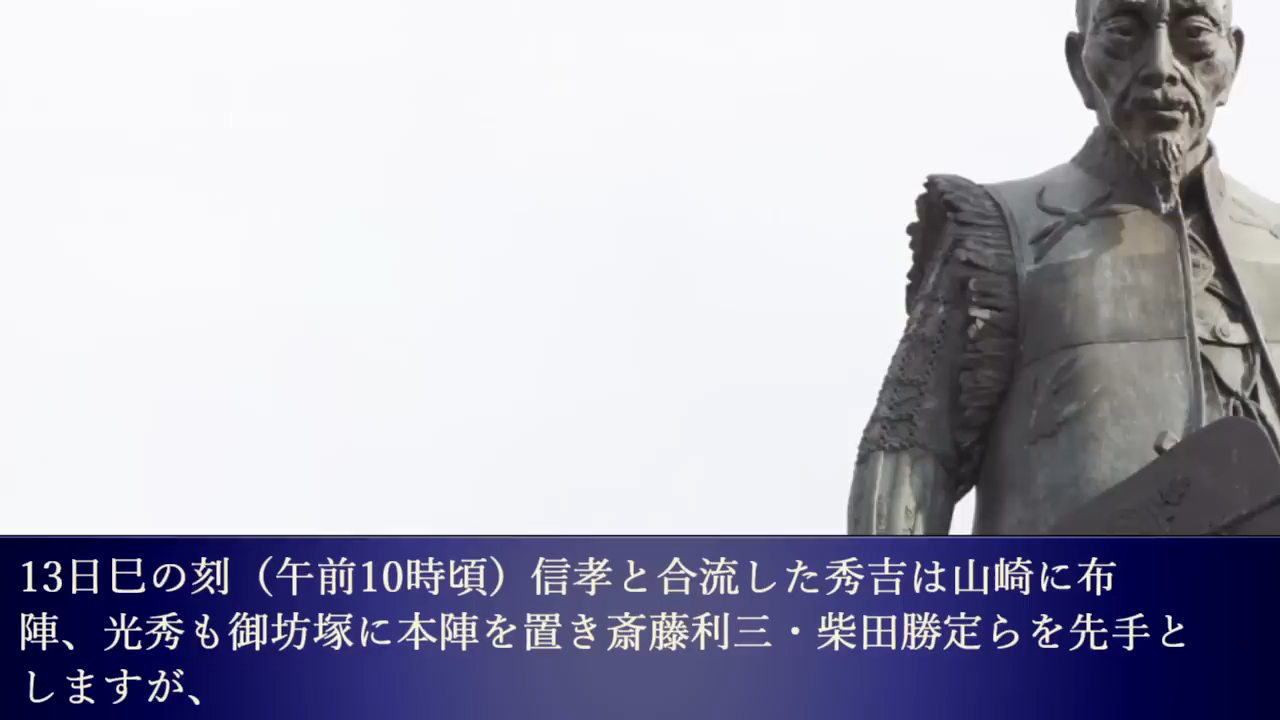 13日巳の刻（午前10時頃）信孝と合流した秀吉は山崎に布
陣、光秀も御坊塚に本陣を置き斎藤利三・柴田勝定らを先手と
しますが、